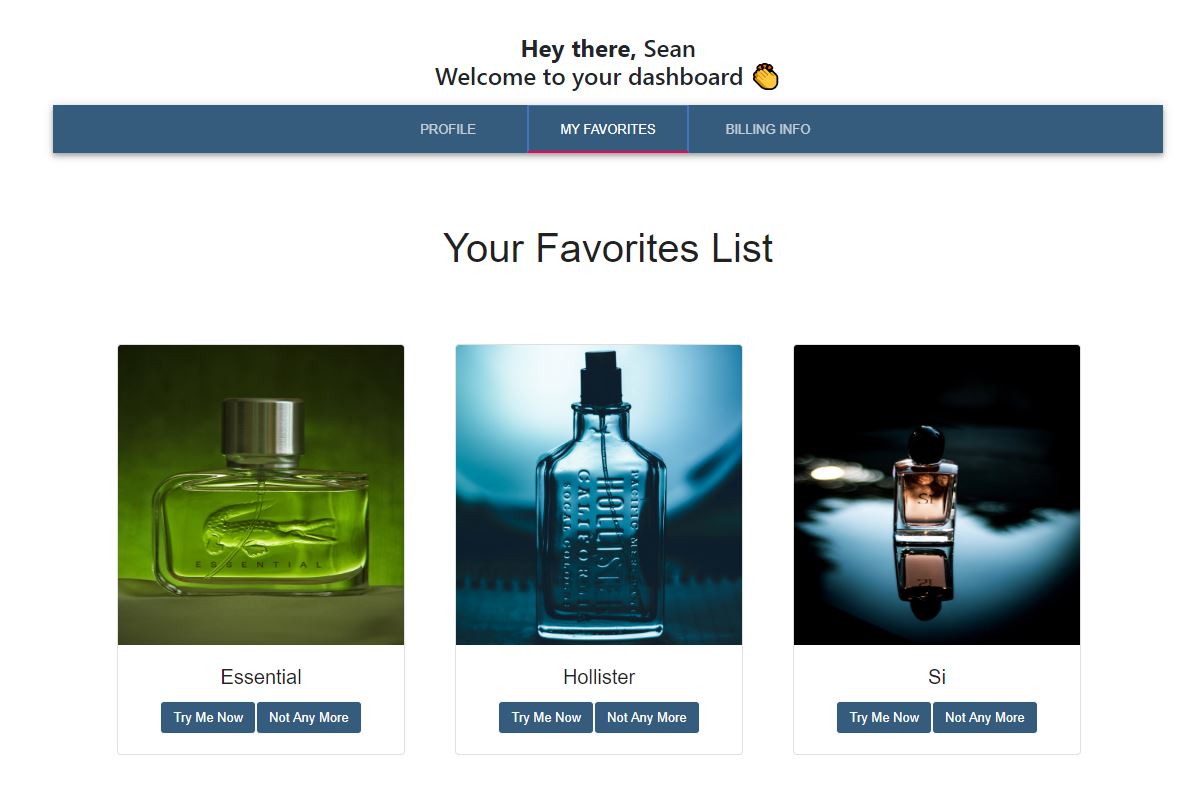 Hey there, Sean
Welcome to your dashboard 👏
PROFILE MY FAVORITES BILLING INFO
Your Favorites List
ESSENTIAL
HOLLISTER
CALIFORNIA
SOCAL COLOGNE
PACIFIC
Si
Essential Hollister Si
Try Me Now Not Any More Try Me Now Not Any More Try Me Now Not Any More